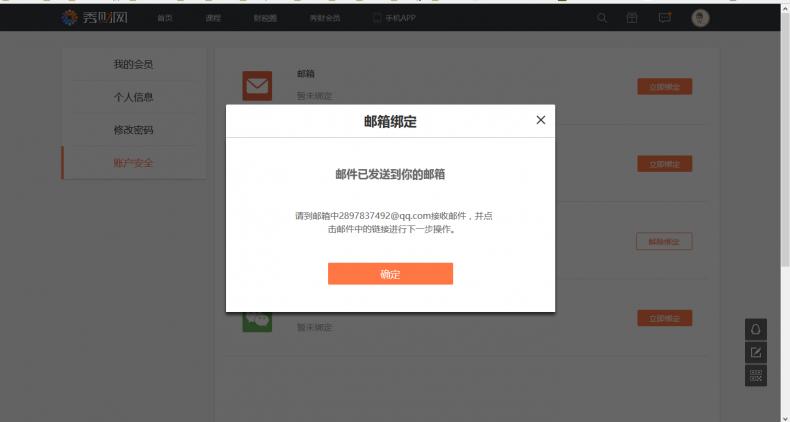 秀财网 首页 课程 财税圈 秀财会员 手机APP
我的会员
个人信息
修改密码
账户安全
邮箱
暂未绑定
立即绑定
邮箱绑定
邮件已发送到你的邮箱
请到邮箱中2897837492@qq.com接收邮件，并点
击邮件中的链接进行下一步操作。
确定
立即绑定
解除绑定
暂未绑定
立即绑定